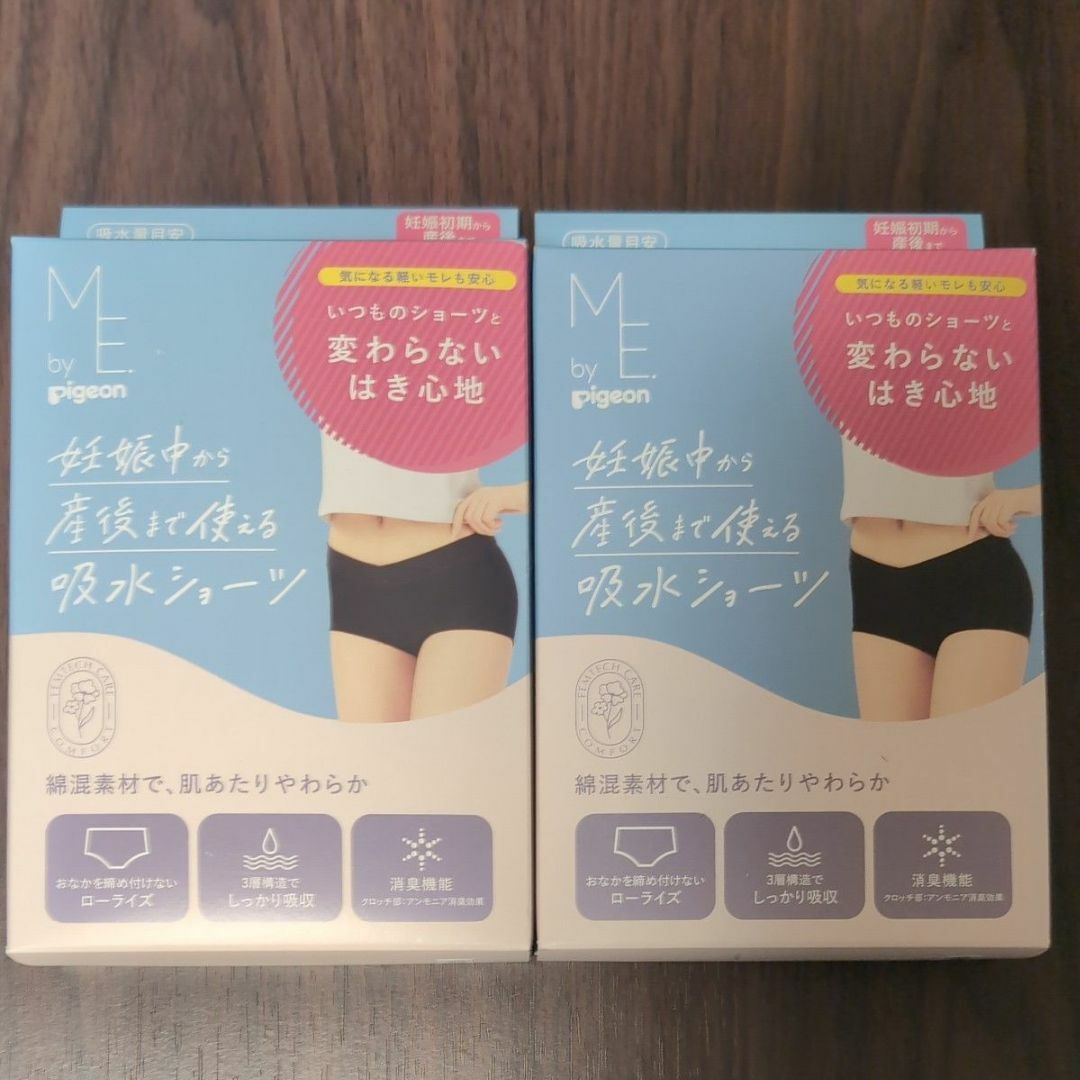 吸水量目安
妊娠初期から
産後まで
M
E.
by
pigeon
気になる軽いモレも安心
いつものショーツと
変わらない
はき心地
妊娠中から
産後まで使える
吸水ショーツ
FEMTECH CARE
COMFORT
綿混素材で、肌あたりやわらか
おなかを締め付けない
ローライズ
3層構造で
しっかり吸収
消臭機能
クロッチ部:アンモニア消臭効果
吸水量目安
妊娠初期から
産後まで
M
E.
by
pigeon
気になる軽いモレも安心
いつものショーツと
変わらない
はき心地
妊娠中から
産後まで使える
吸水ショーツ
FEMTECH CARE
COMFORT
綿混素材で、肌あたりやわらか
おなかを締め付けない
ローライズ
3層構造で
しっかり吸収
消臭機能
クロッチ部:アンモニア消臭効果